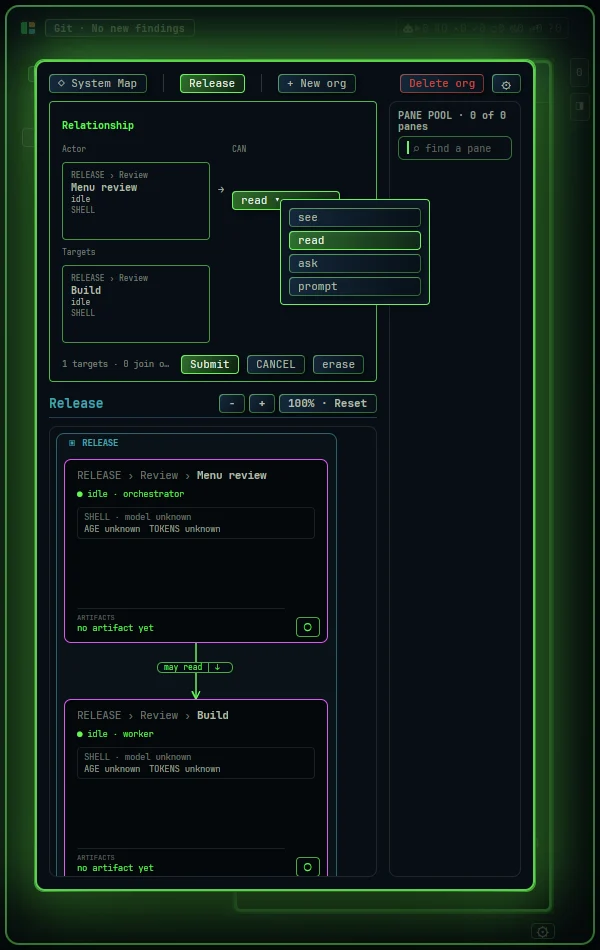 Git · No new findings
◇ System Map
Release
+ New org
Delete org
Relationship
Actor
CAN
RELEASE › Review
Menu review
idle
SHELL
→
read ▾
see
read
ask
prompt
Targets
RELEASE › Review
Build
idle
SHELL
1 targets · 0 join o…
Submit
CANCEL
erase
PANE POOL · 0 of 0
panes
⌕ find a pane
Release
-
+
100% · Reset
▣ RELEASE
RELEASE › Review › Menu review
● idle · orchestrator
SHELL · model unknown
AGE unknown TOKENS unknown
ARTIFACTS
no artifact yet
may read ↓
RELEASE › Review › Build
● idle · worker
SHELL · model unknown
AGE unknown TOKENS unknown
ARTIFACTS
no artifact yet